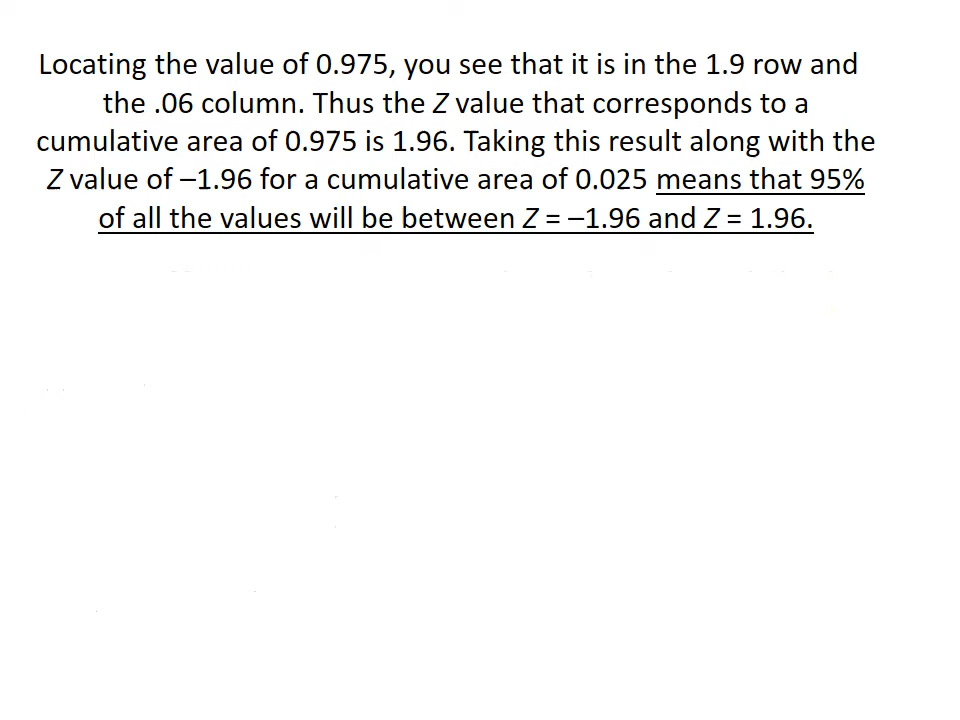 Locating the value of 0.975, you see that it is in the 1.9 row and
the .06 column. Thus the Z value that corresponds to a
cumulative area of 0.975 is 1.96. Taking this result along with the
Z value of –1.96 for a cumulative area of 0.025 means that 95%
of all the values will be between Z = –1.96 and Z = 1.96.